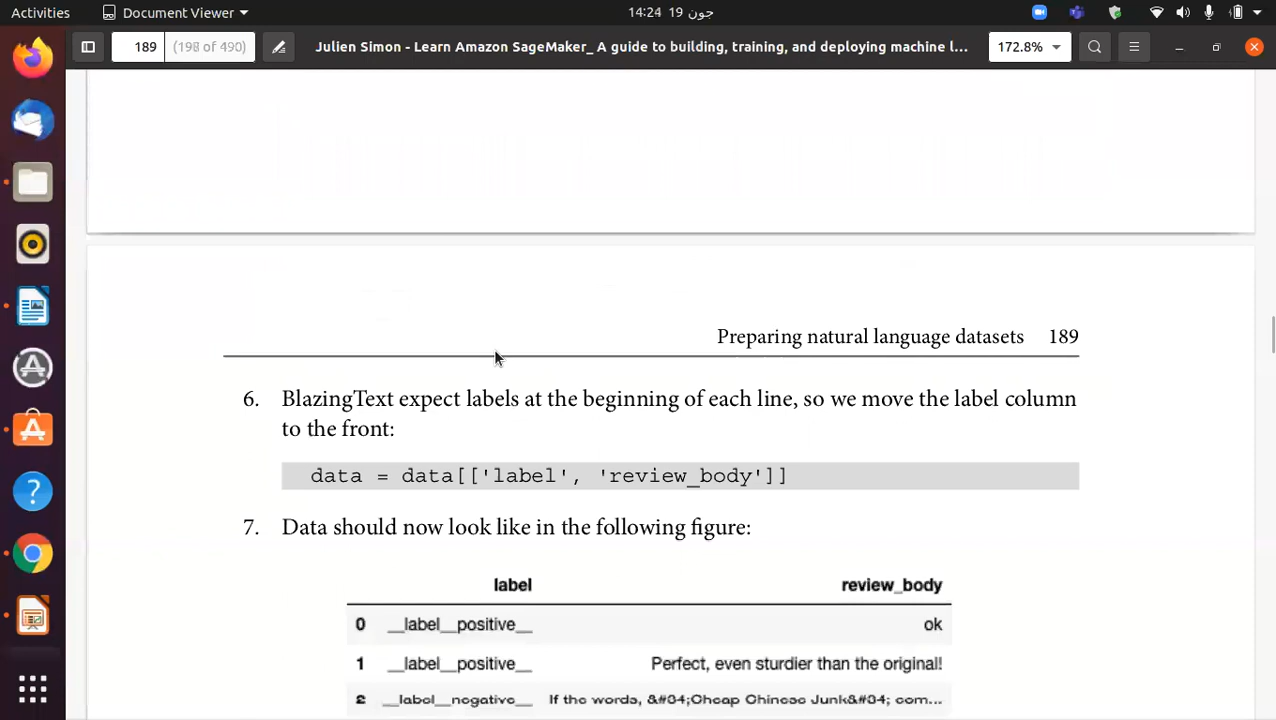 Activities Document Viewer 14:24 19 جون
189 (198 of 490) Julien Simon - Learn Amazon SageMaker_ A guide to building, training, and deploying machine l... 172.8%
Preparing natural language datasets 189
6. BlazingText expect labels at the beginning of each line, so we move the label column
to the front:
data = data[['label', 'review_body']]
7. Data should now look like in the following figure:
label review_body
0 __label__positive__ ok
1 __label__positive__ Perfect, even sturdier than the original!
2 __label__negative__ If the words, &#34;Cheap Chinese Junk&#34; com...